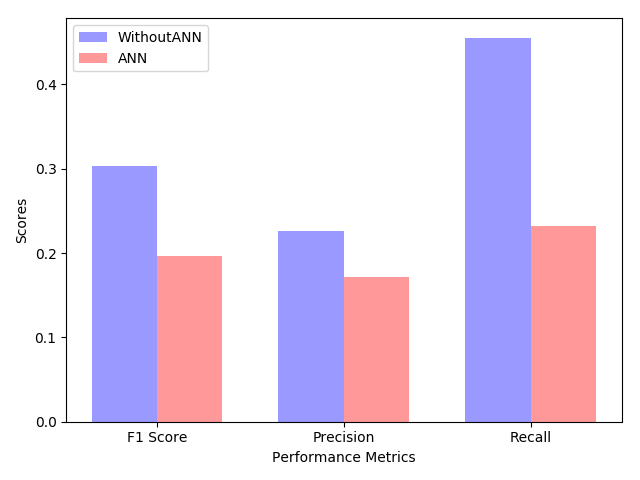 WithoutANN
ANN
Scores
0.4
0.3
0.2
0.1
0.0
F1 Score
Precision
Recall
Performance Metrics